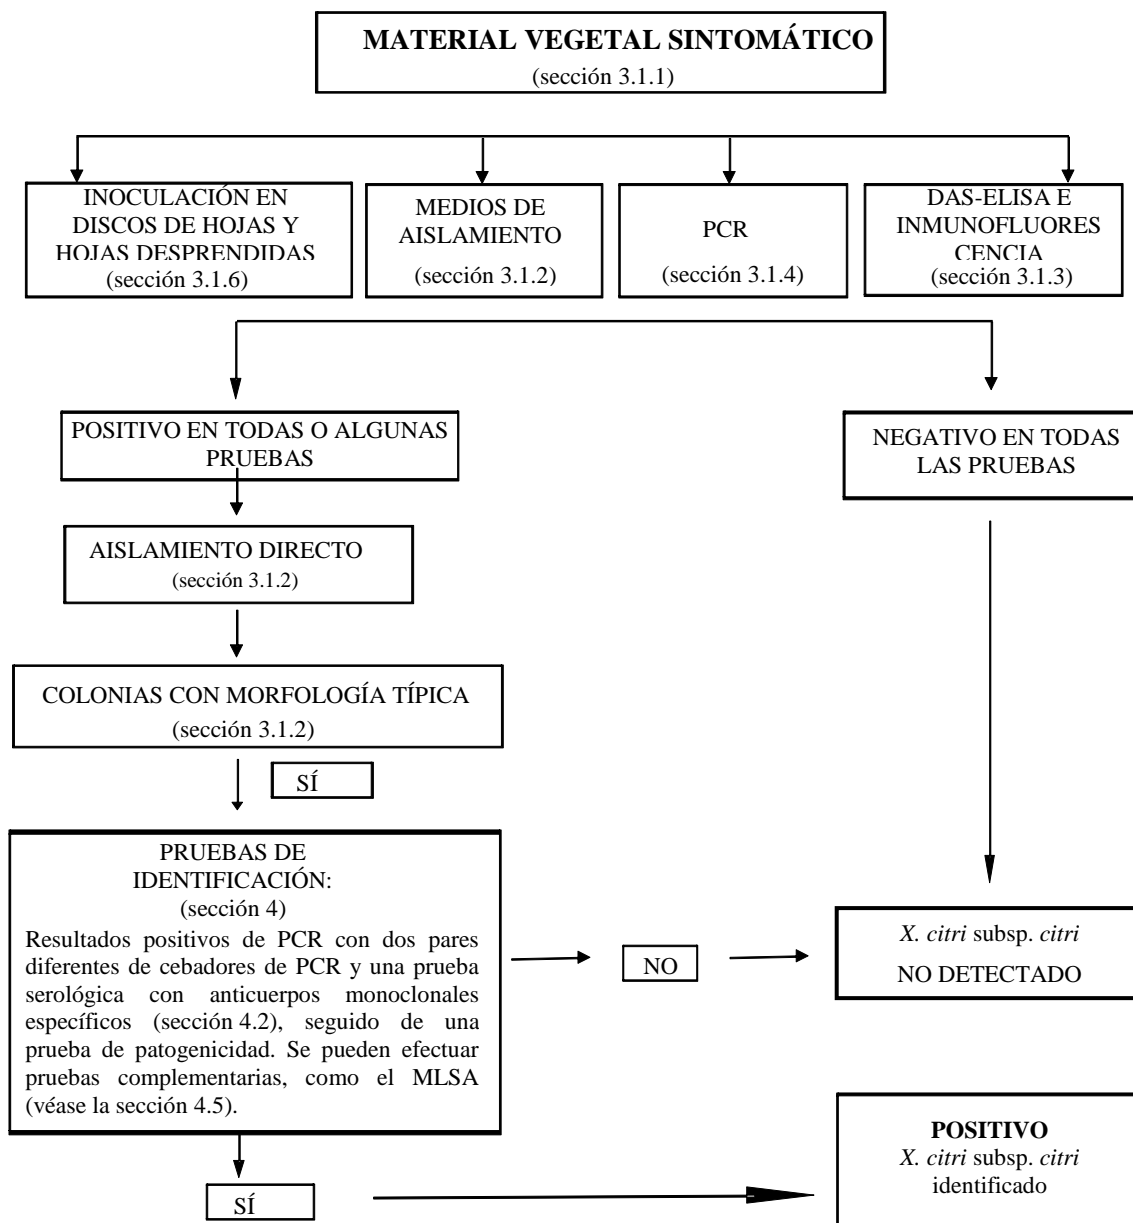 MATERIAL VEGETAL SINTOMÁTICO
(sección 3.1.1)
INOCULACIÓN EN
DISCOS DE HOJAS Y
HOJAS DESPRENDIDAS
(sección 3.1.6)
MEDIOS DE
AISLAMIENTO
(sección 3.1.2)
PCR
(sección 3.1.4)
DAS-ELISA E
INMUNOFLUORES
CENCIA
(sección 3.1.3)
POSITIVO EN TODAS O ALGUNAS
PRUEBAS
NEGATIVO EN TODAS
LAS PRUEBAS
AISLAMIENTO DIRECTO
(sección 3.1.2)
COLONIAS CON MORFOLOGÍA TÍPICA
(sección 3.1.2)
SÍ
PRUEBAS DE
IDENTIFICACIÓN:
(sección 4)
Resultados positivos de PCR con dos pares
diferentes de cebadores de PCR y una prueba
serológica con anticuerpos monoclonales
específicos (sección 4.2), seguido de una
prueba de patogenicidad. Se pueden efectuar
pruebas complementarias, como el MLSA
(véase la sección 4.5).
NO
X. citri subsp. citri
NO DETECTADO
SÍ
POSITIVO
X. citri subsp. citri
identificado